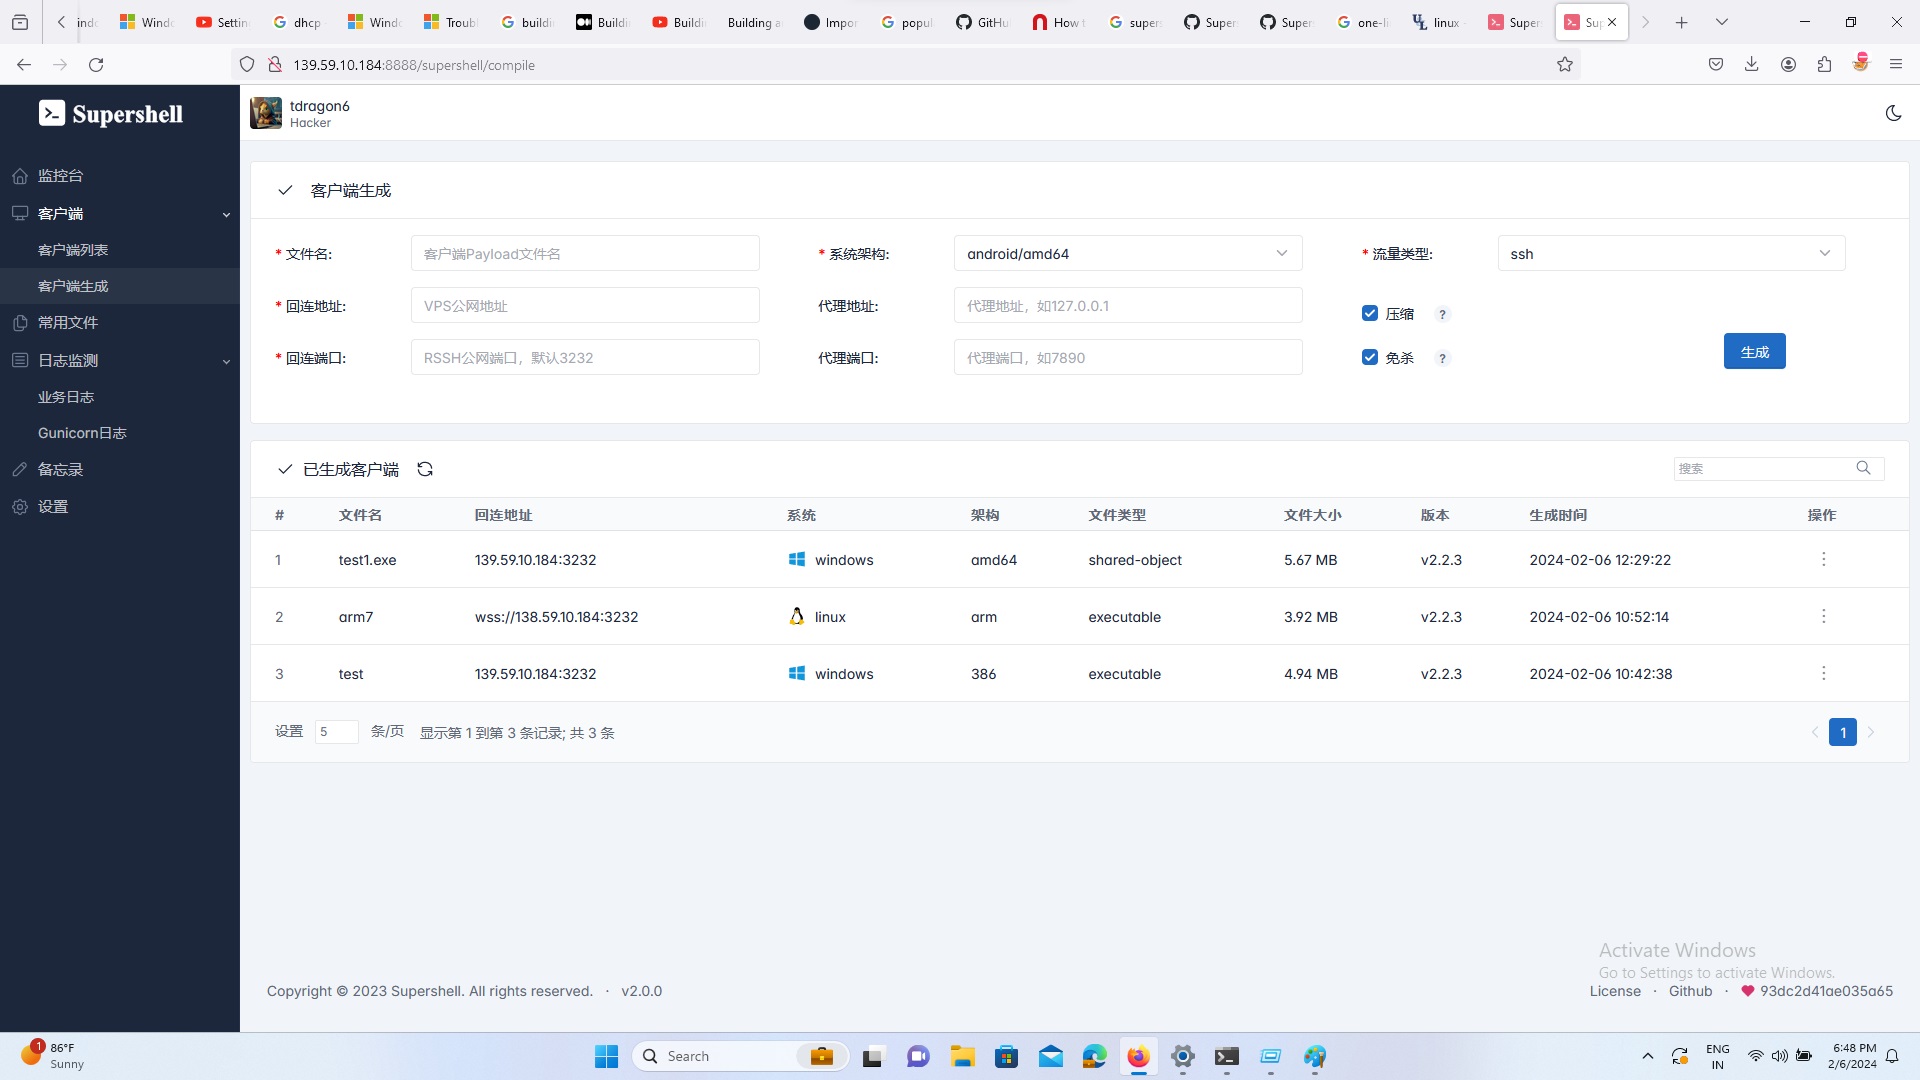 Wind
Settin
dhcp -
Wind
Troub
buildi
Buildi
Buildi
Building a
Impor
popul
GitHu
How t
supers
Super
Super
one-li
linux -
Super
139.59.10.184:8888/supershell/compile
Supershell
tdragon6
Hacker
监控台
客户端
客户端列表
客户端生成
常用文件
日志监测
业务日志
Gunicorn日志
备忘录
设置
客户端生成
* 文件名: 客户端Payload文件名 * 系统架构: android/amd64 * 流量类型: ssh
* 回连地址: VPS公网地址 代理地址: 代理地址，如127.0.0.1 压缩 ?
* 回连端口: RSSH公网端口，默认3232 代理端口: 代理端口，如7890 免杀 ? 生成
已生成客户端 搜索
# 文件名 回连地址 系统 架构 文件类型 文件大小 版本 生成时间 操作
1 test1.exe 139.59.10.184:3232 windows amd64 shared-object 5.67 MB v2.2.3 2024-02-06 12:29:22
2 arm7 wss://138.59.10.184:3232 linux arm executable 3.92 MB v2.2.3 2024-02-06 10:52:14
3 test 139.59.10.184:3232 windows 386 executable 4.94 MB v2.2.3 2024-02-06 10:42:38
设置 5 条/页 显示第 1 到第 3 条记录; 共 3 条 1
Activate Windows
Go to Settings to activate Windows.
Copyright © 2023 Supershell. All rights reserved. · v2.0.0 License · Github · 93dc2d41ae035a65
1
86°F
Sunny
Search
ENG
IN
6:48 PM
2/6/2024